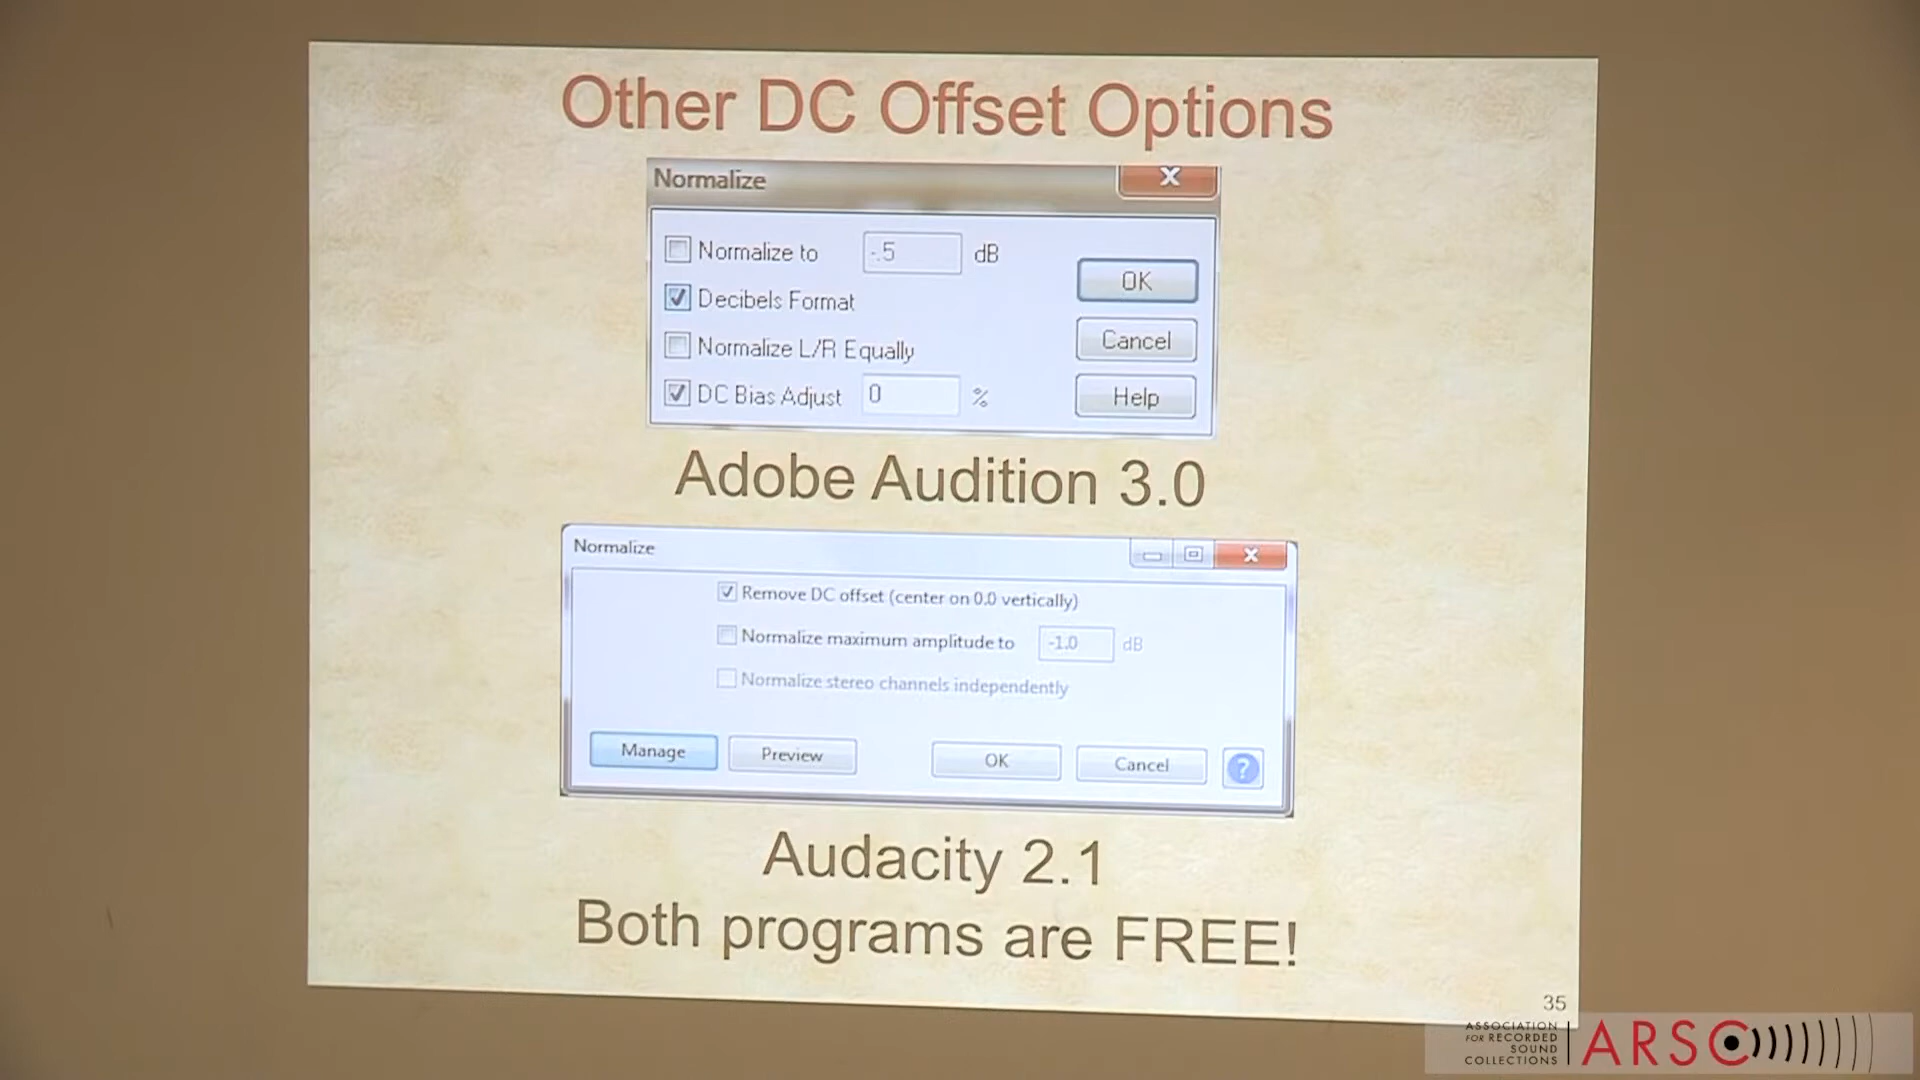 Other DC Offset Options
Normalize
Normalize to -.5 dB
OK
Decibels Format
Cancel
Normalize L/R Equally
DC Bias Adjust 0 %
Help
Adobe Audition 3.0
Normalize
Remove DC offset (center on 0.0 vertically)
Normalize maximum amplitude to -1.0 dB
Normalize stereo channels independently
Manage Preview OK Cancel ?
Audacity 2.1
Both programs are FREE!
35
ASSOCIATION
FOR RECORDED
SOUND
COLLECTIONS
ARSC